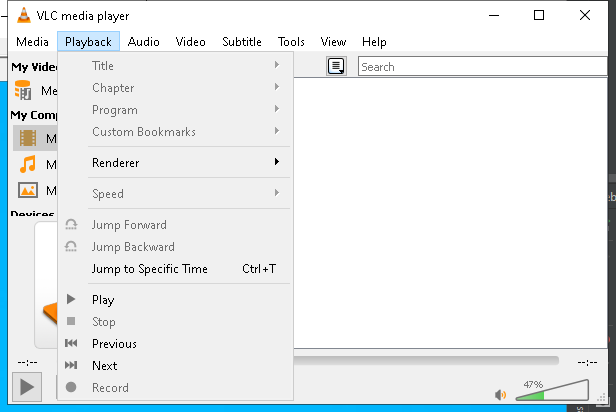 VLC media player
Media Playback Audio Video Subtitle Tools View Help
My Vide
Search
Title
Chapter
Program
Custom Bookmarks
Renderer
Speed
Jump Forward
Jump Backward
Jump to Specific Time Ctrl+T
Play
Stop
Previous
Next
Record
Me
My Comp
M
M
M
Devices
--:--
--:--
47%